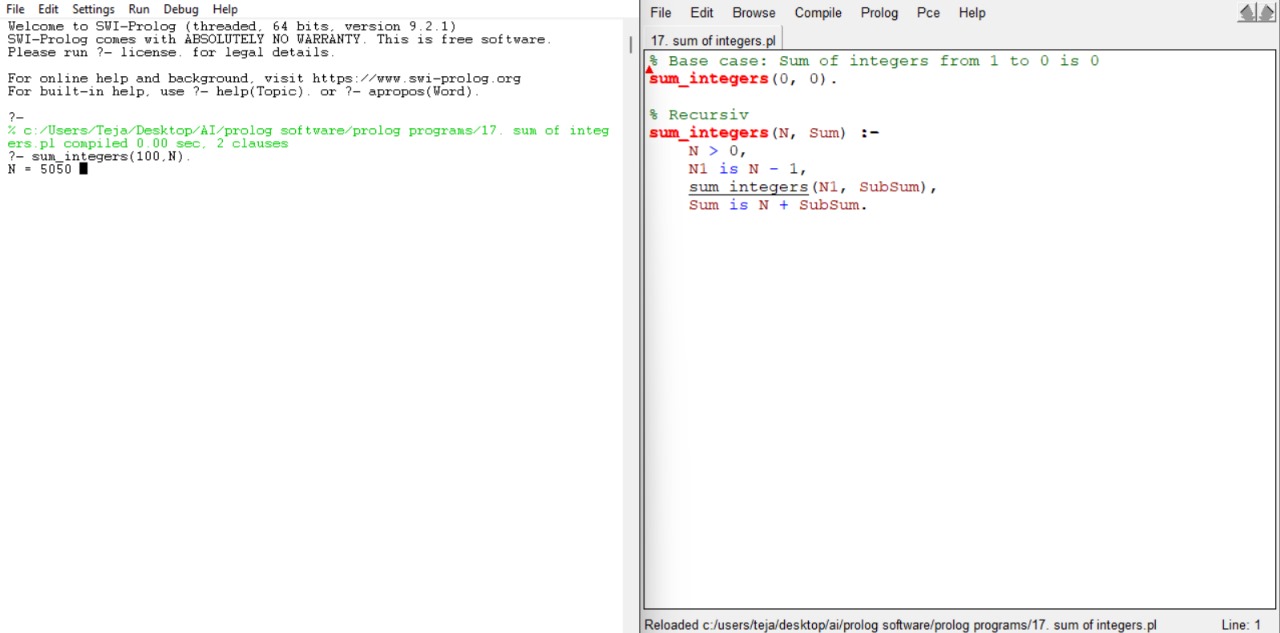 File Edit Settings Run Debug Help
Welcome to SWI-Prolog (threaded, 64 bits, version 9.2.1)
SWI-Prolog comes with ABSOLUTELY NO WARRANTY. This is free software.
Please run ?- license. for legal details.
For online help and background, visit https://www.swi-prolog.org
For built-in help, use ?- help(Topic). or ?- apropos(Word).
?-
% c:/Users/Teja/Desktop/AI/prolog software/prolog programs/17. sum of integ
ers.pl compiled 0.00 sec, 2 clauses
?- sum_integers(100,N).
N = 5050
File Edit Browse Compile Prolog Pce Help
17. sum of integers.pl
% Base case: Sum of integers from 1 to 0 is 0
sum_integers(0, 0).
% Recursiv
sum_integers(N, Sum) :-
N > 0,
N1 is N - 1,
sum_integers(N1, SubSum),
Sum is N + SubSum.
Reloaded c:/users/teja/desktop/ai/prolog software/prolog programs/17. sum of integers.pl Line: 1